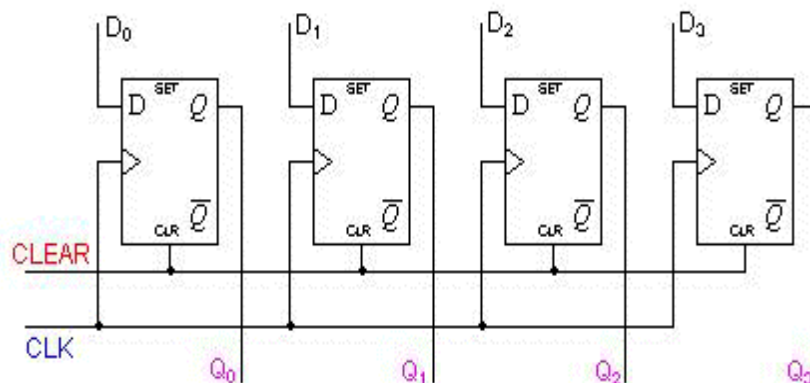 D0 D1 D2 D3
SET SET SET SET
D Q D Q D Q D Q
Q̅ Q̅ Q̅ Q̅
CLR CLR CLR CLR
CLEAR
CLK
Q0 Q1 Q2